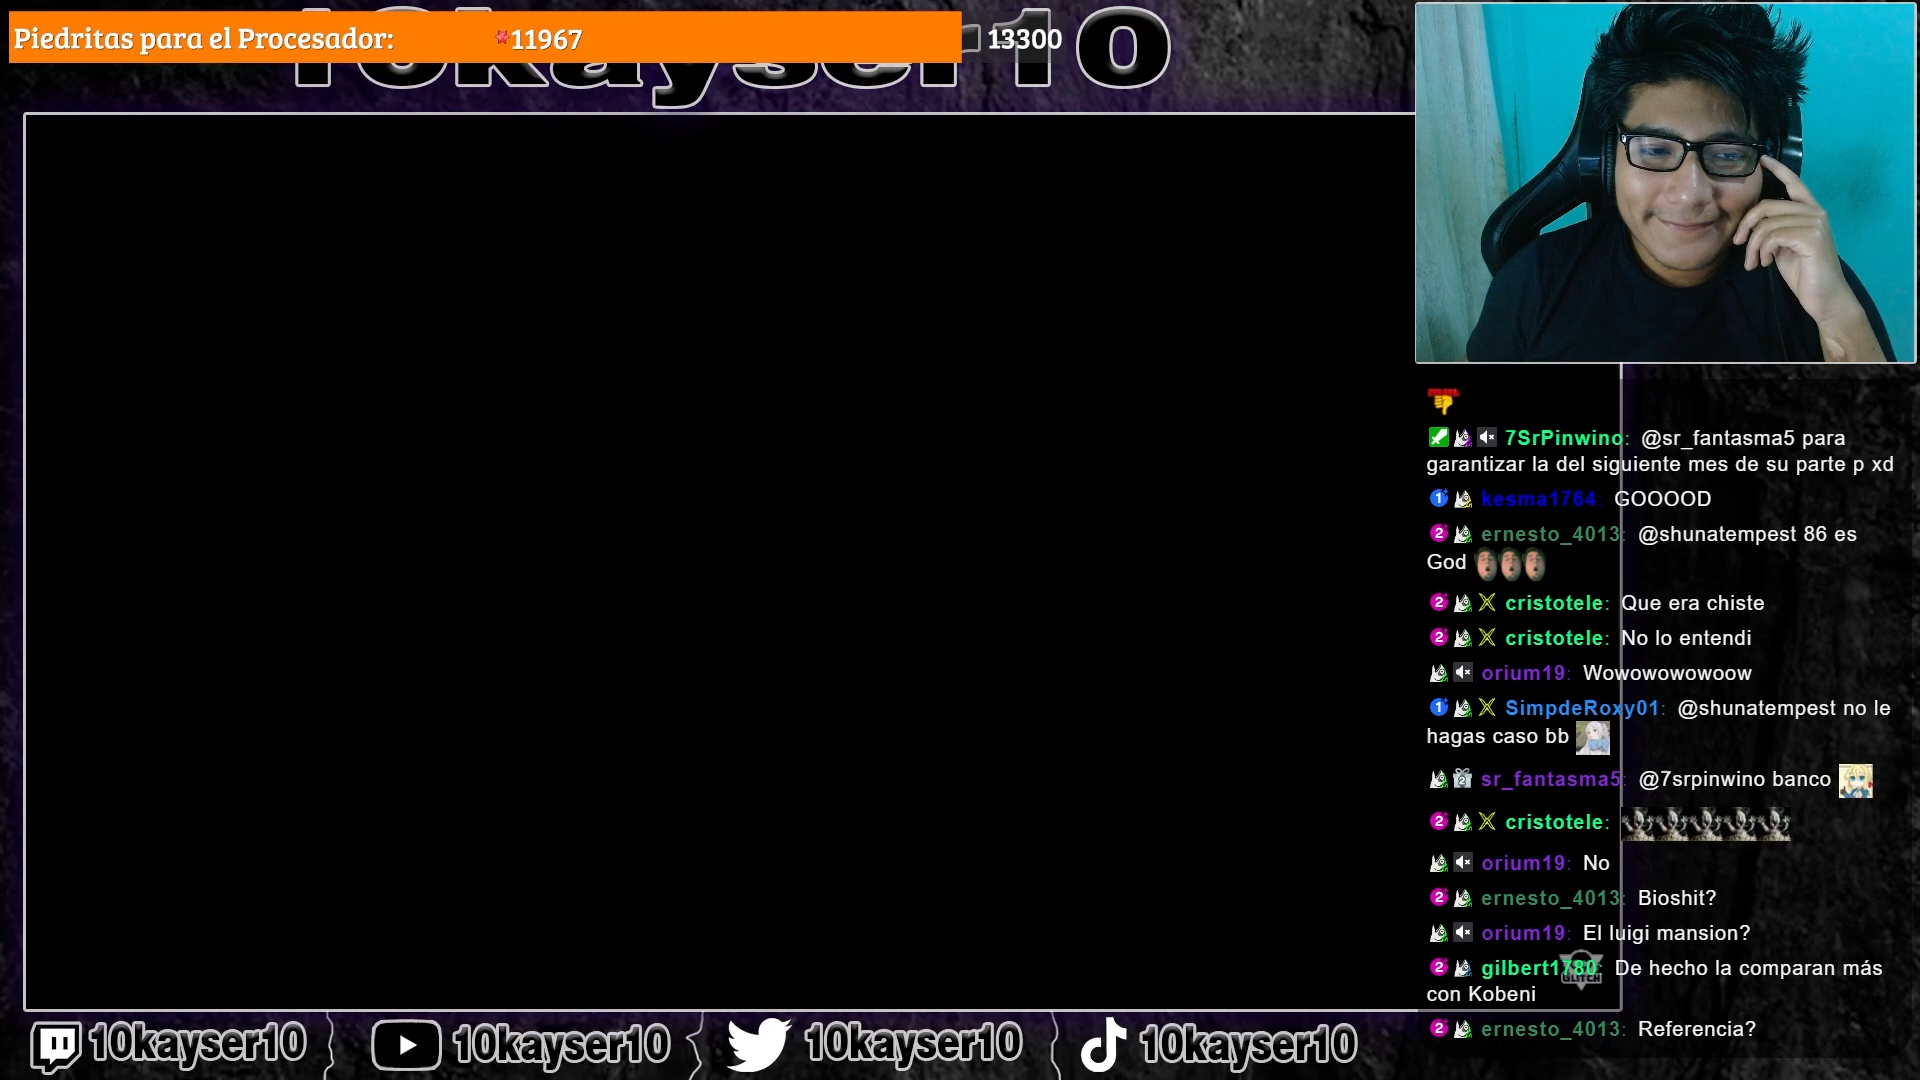 Piedritas para el Procesador: 11967 13300
10kayser10
7SrPinwino: @sr_fantasma5 para
garantizar la del siguiente mes de su parte p xd
kesma1764: GOOOOD
ernesto_4013: @shunatempest 86 es
God
cristotele: Que era chiste
cristotele: No lo entendi
orium19: Wowowowowoow
SimpdeRoxy01: @shunatempest no le
hagas caso bb
sr_fantasma5: @7srpinwino banco
cristotele:
orium19: No
ernesto_4013: Bioshit?
orium19: El luigi mansion?
gilbert1780: De hecho la comparan más
GLITCH
con Kobeni
ernesto_4013: Referencia?
10kayser10 10kayser10 10kayser10 10kayser10